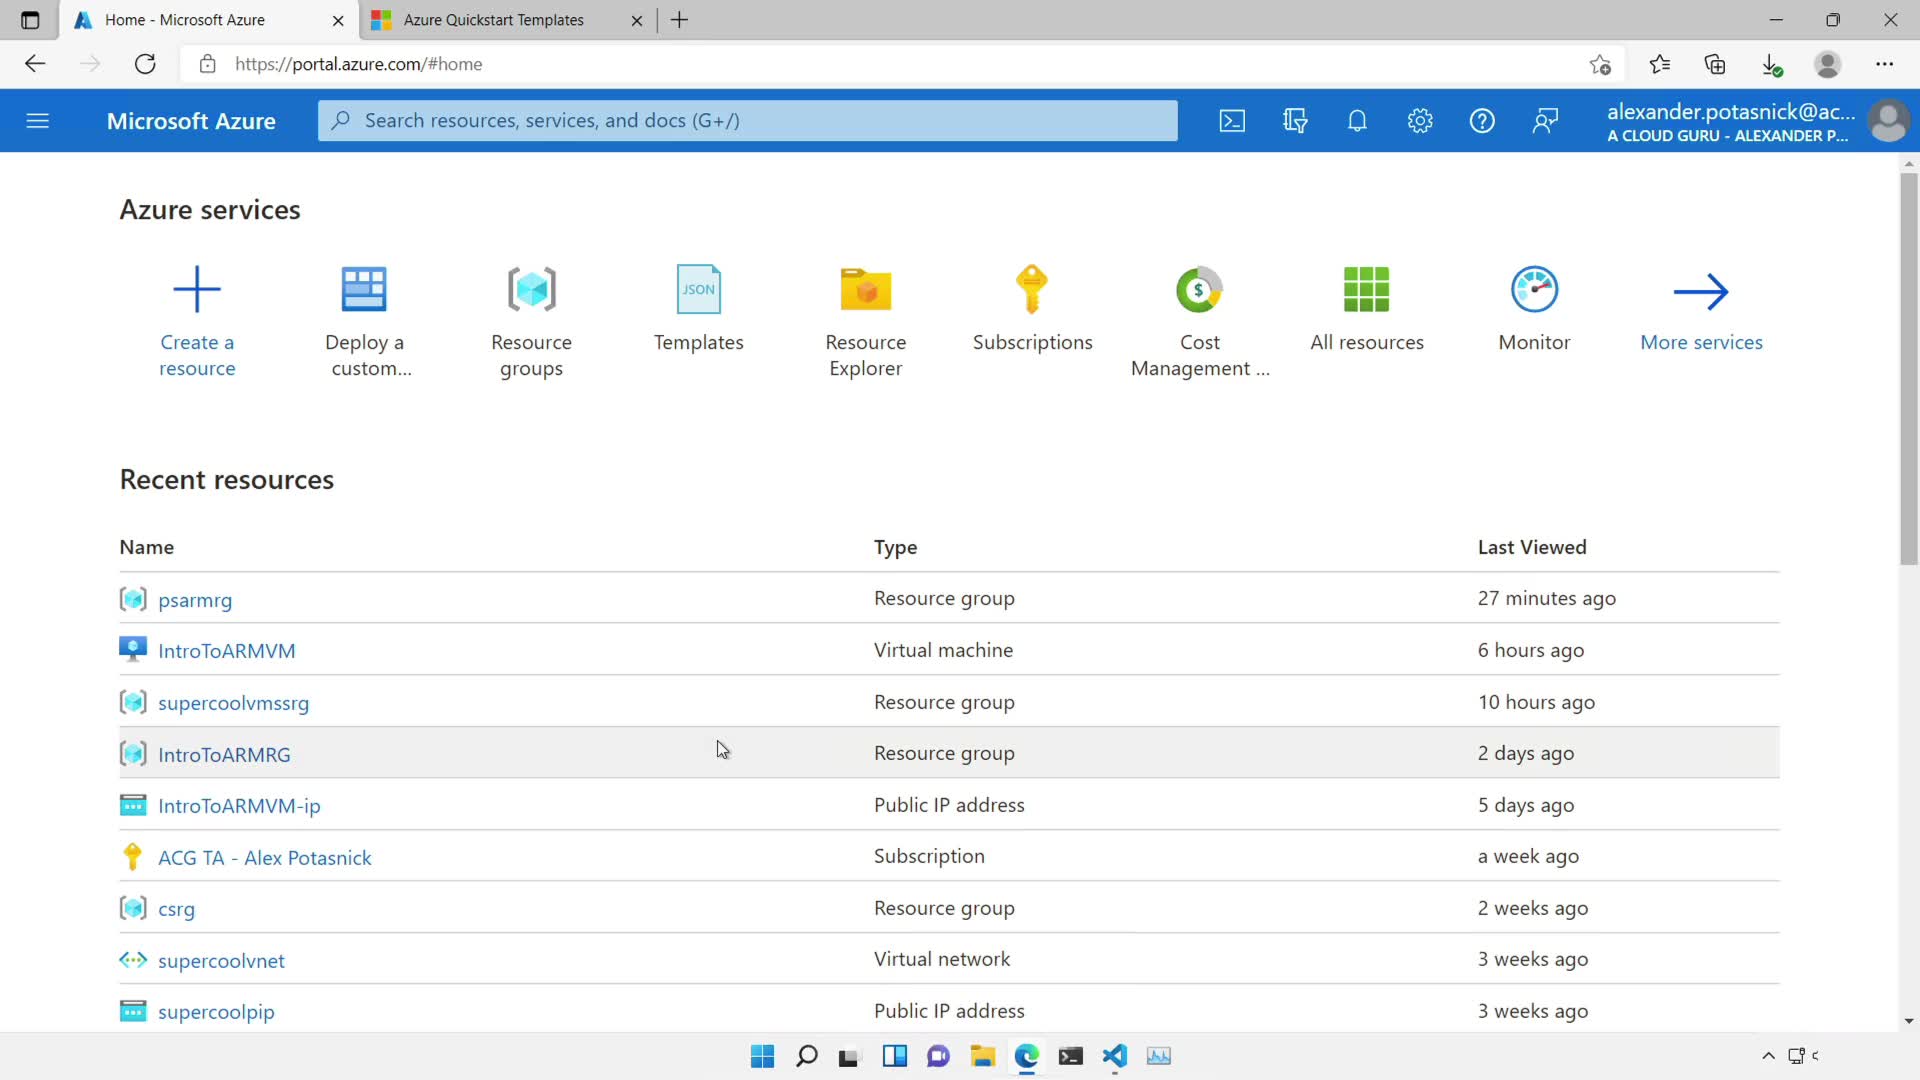 Home - Microsoft Azure
Azure Quickstart Templates
https://portal.azure.com/#home
Microsoft Azure
Search resources, services, and docs (G+/)
alexander.potasnick@ac...
A CLOUD GURU - ALEXANDER P...
Azure services
Create a resource
Deploy a custom...
Resource groups
JSON
Templates
Resource Explorer
Subscriptions
$
Cost Management ...
All resources
Monitor
More services
Recent resources
Name Type Last Viewed
psarmrg Resource group 27 minutes ago
IntroToARMVM Virtual machine 6 hours ago
supercoolvmssrg Resource group 10 hours ago
IntroToARMRG Resource group 2 days ago
IntroToARMVM-ip Public IP address 5 days ago
ACG TA - Alex Potasnick Subscription a week ago
csrg Resource group 2 weeks ago
supercoolvnet Virtual network 3 weeks ago
supercoolpip Public IP address 3 weeks ago